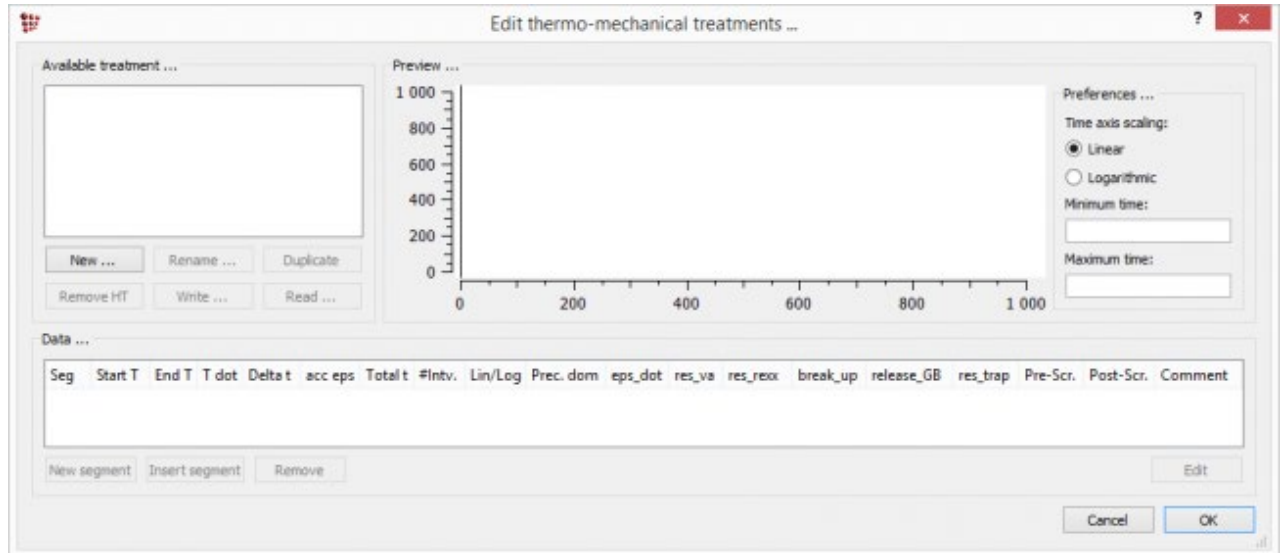 Edit thermo-mechanical treatments ...
?
×
Available treatment ...
New ...
Rename ...
Duplicate
Remove HT
Write ...
Read ...
Preview ...
1 000
800
600
400
200
0
0 200 400 600 800 1 000
Preferences ...
Time axis scaling:
Linear
Logarithmic
Minimum time:
Maximum time:
Data ...
Seg Start T End T T dot Delta t acc eps Total t #Intv. Lin/Log Prec. dom eps_dot res_va res_rexx break_up release_GB res_trap Pre-Scr. Post-Scr. Comment
New segment Insert segment Remove Edit
Cancel OK